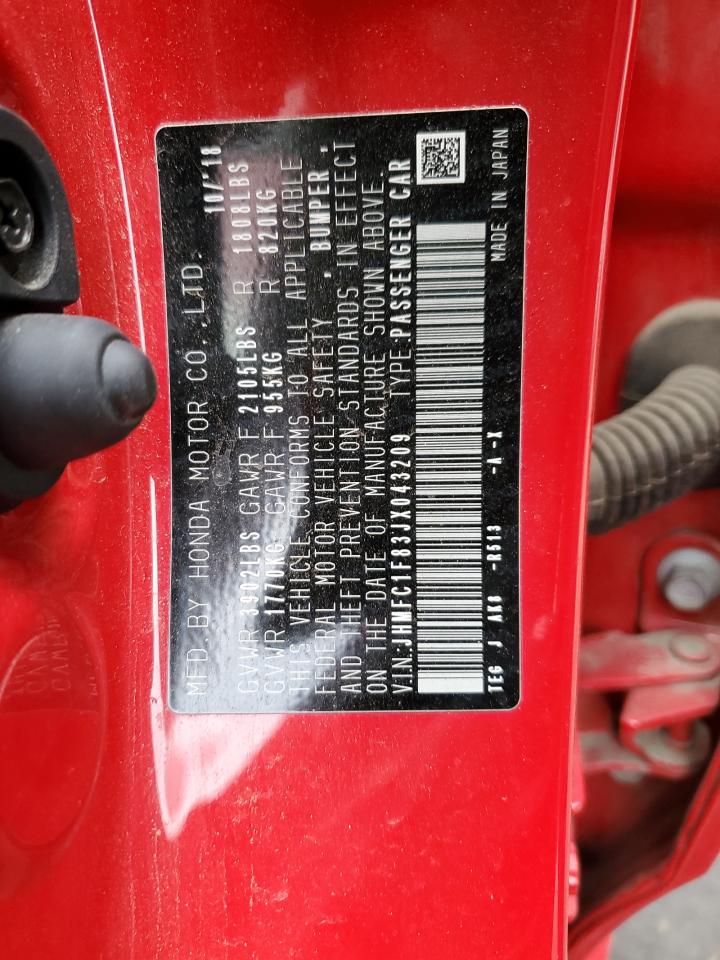 MFD.BY HONDA MOTOR CO.,LTD. 10/'18
GVWR 3902LBS GAWR F 2105LBS R 1808LBS
GVWR 1770KG GAWR F 955KG R 820KG
THIS VEHICLE CONFORMS TO ALL APPLICABLE
FEDERAL MOTOR VEHICLE SAFETY , BUMPER ,
AND THEFT PREVENTION STANDARDS IN EFFECT
ON THE DATE OF MANUFACTURE SHOWN ABOVE.
VIN:JHMFC1F83JX043209 TYPE:PASSENGER CAR
TEG J AK8 -R513 -A-X MADE IN JAPAN